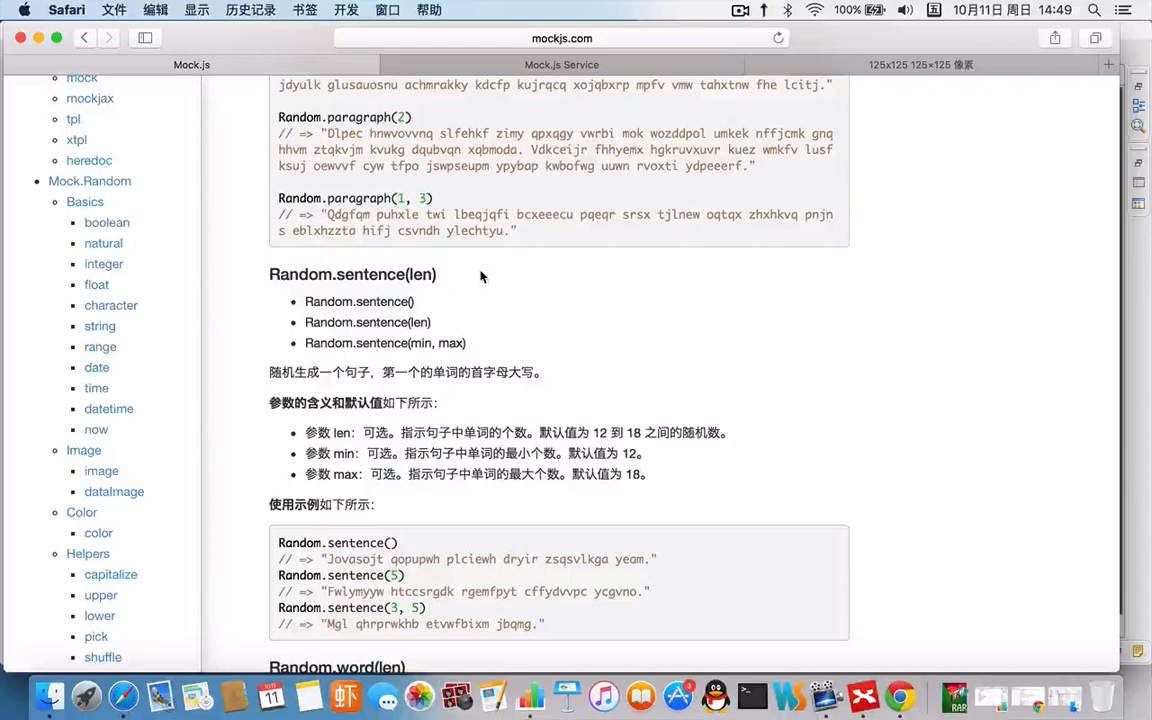 Safari 文件 编辑 显示 历史记录 书签 开发 窗口 帮助 100% 五 10月11日 周日 14:49
mockjs.com
Mock.js Mock.js Service 125x125 125×125 像素
mock
mockjax
tpl
xtpl
heredoc
Mock.Random
Basics
boolean
natural
integer
float
character
string
range
date
time
datetime
now
Image
image
dataImage
Color
color
Helpers
capitalize
upper
lower
pick
shuffle
jdyulk glusauosnu achmrakky kdcfp kujrqcq xojqbxrp mpfv vmw tahxtnw fhe lcitj."
Random.paragraph(2)
// => "Dlpec hnwvovvnq slfehkf zimy qpxqgy vwrbi mok wozddpol umkek nffjcmk gnq
hhvm ztqkvjm kvukg dqubvqn xqbmoda. Vdkceijr fhhyemx hgkruvxuvr kuez wmkfv lusf
ksuj oewvvf cyw tfpo jswpseupm ypybap kwbofwg uuwn rvoxti ydpeeerf."
Random.paragraph(1, 3)
// => "Qdgfqm puhxle twi lbeqjqfi bcxeeecu pqeqr srsx tjlnew oqtqx zhxhkvq pnjn
s eblxhzzta hifj csvndh ylechtyu."
Random.sentence(len)
Random.sentence()
Random.sentence(len)
Random.sentence(min, max)
随机生成一个句子，第一个的单词的首字母大写。
参数的含义和默认值如下所示：
参数 len：可选。指示句子中单词的个数。默认值为 12 到 18 之间的随机数。
参数 min：可选。指示句子中单词的最小个数。默认值为 12。
参数 max：可选。指示句子中单词的最大个数。默认值为 18。
使用示例如下所示：
Random.sentence()
// => "Jovasojt qopupwh plciewh dryir zsqsvlkga yeam."
Random.sentence(5)
// => "Fwlymyyw htccsrgdk rgemfpyt cffydvvpc ycgvno."
Random.sentence(3, 5)
// => "Mgl qhrprwkhb etvwfbixm jbqmg."
Random.word(len)